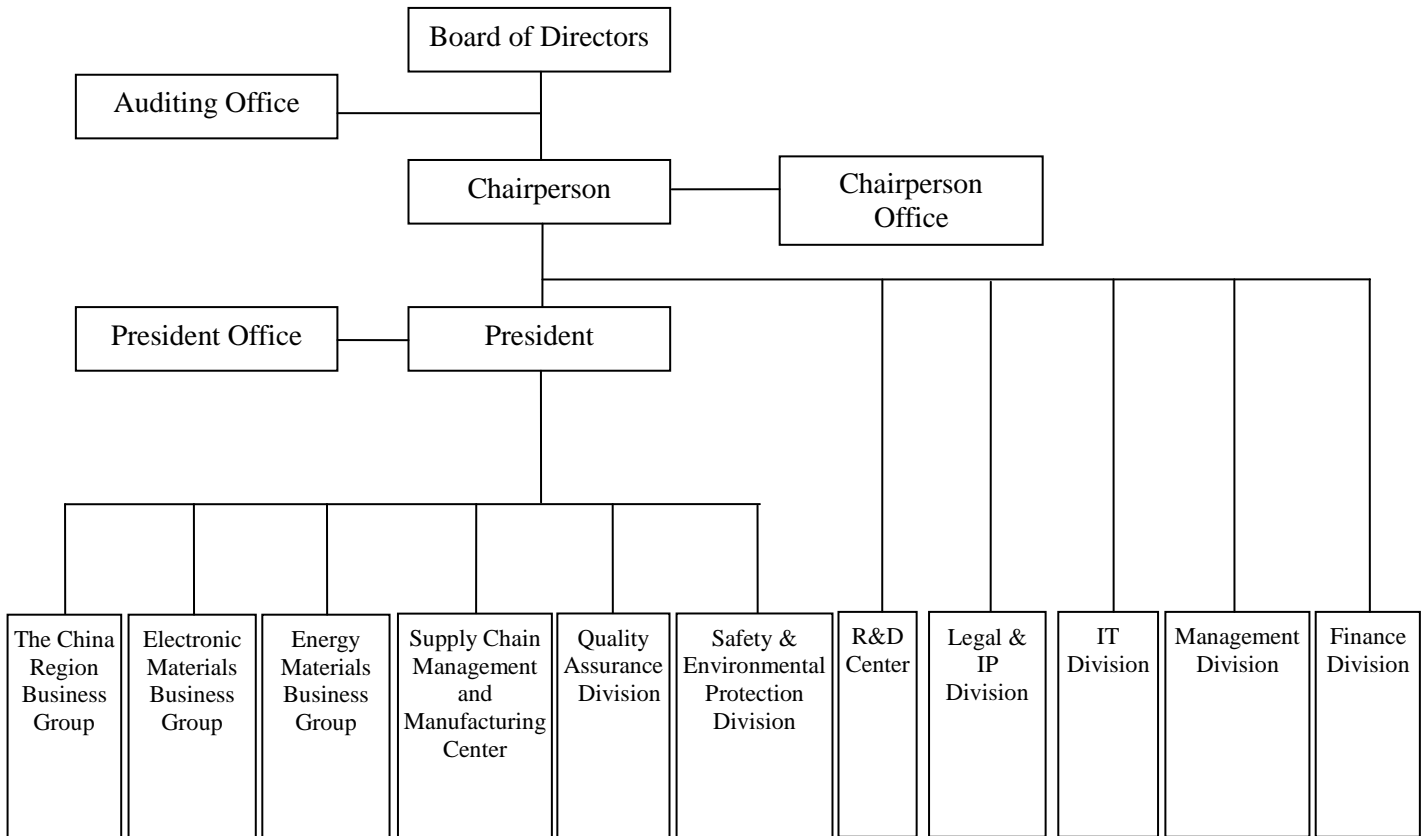 Board of Directors
Auditing Office
Chairperson
Chairperson
Office
President Office
President
The China
Region
Business
Group
Electronic
Materials
Business
Group
Energy
Materials
Business
Group
Supply Chain
Management
and
Manufacturing
Center
Quality
Assurance
Division
Safety &
Environmental
Protection
Division
R&D
Center
Legal &
IP
Division
IT
Division
Management
Division
Finance
Division